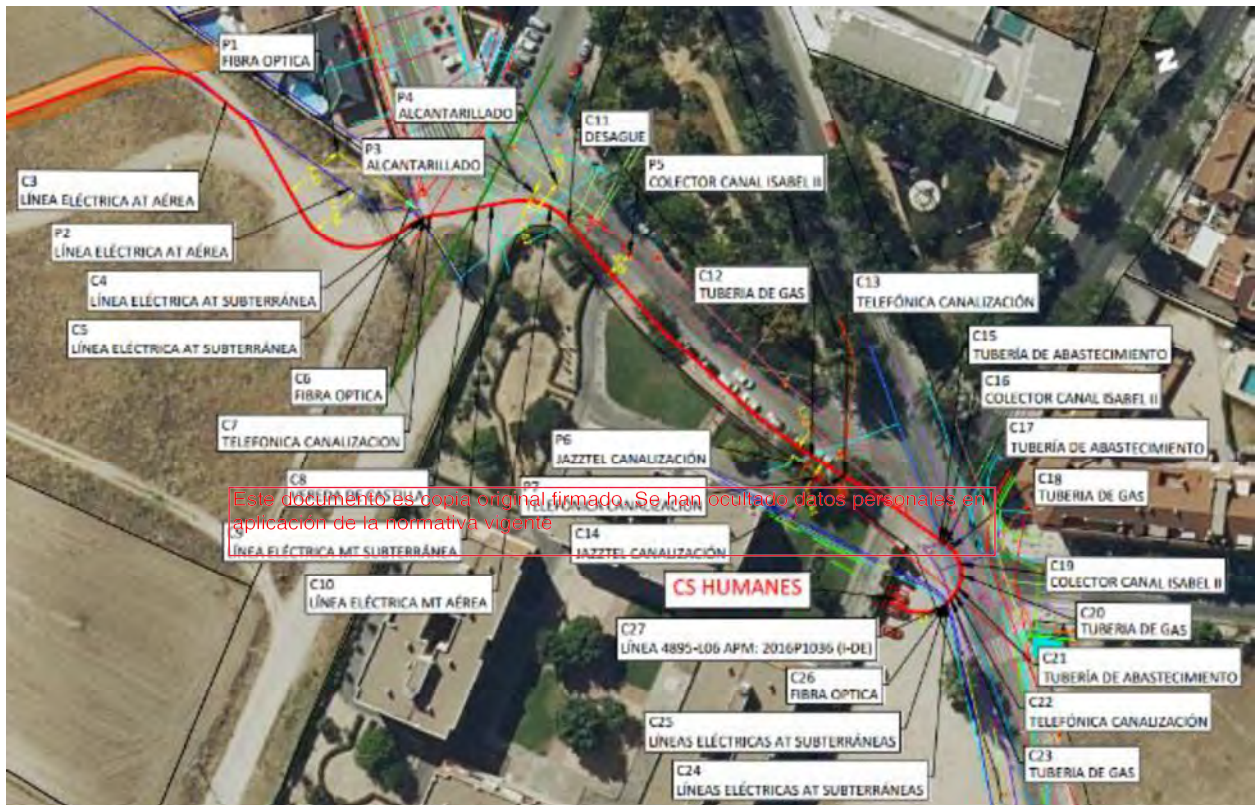 P1
FIBRA OPTICA
P4
ALCANTARILLADO
C11
DESAGUE
P3
ALCANTARILLADO
P5
COLECTOR CANAL ISABEL II
N
C3
LÍNEA ELÉCTRICA AT AÉREA
P2
LÍNEA ELÉCTRICA AT AÉREA
C4
LÍNEA ELÉCTRICA AT SUBTERRÁNEA
C5
LÍNEA ELÉCTRICA AT SUBTERRÁNEA
C6
FIBRA OPTICA
C7
TELEFONICA CANALIZACION
C12
TUBERIA DE GAS
C13
TELEFÓNICA CANALIZACIÓN
C15
TUBERÍA DE ABASTECIMIENTO
C16
COLECTOR CANAL ISABEL II
C17
TUBERÍA DE ABASTECIMIENTO
C18
TUBERIA DE GAS
P6
JAZZTEL CANALIZACIÓN
C8
P7
TELEFÓNICA CANALIZACIÓN
Este documento es copia original firmado. Se han ocultado datos personales en
aplicación de la normativa vigente
C9
LÍNEA ELÉCTRICA MT SUBTERRÁNEA
C14
JAZZTEL CANALIZACIÓN
C10
LÍNEA ELÉCTRICA MT AÉREA
CS HUMANES
C19
COLECTOR CANAL ISABEL II
C20
TUBERIA DE GAS
C27
LÍNEA 4895-L06 APM: 2016P1036 (I-DE)
C21
TUBERÍA DE ABASTECIMIENTO
C26
FIBRA OPTICA
C22
TELEFÓNICA CANALIZACIÓN
C25
LÍNEAS ELÉCTRICAS AT SUBTERRÁNEAS
C23
TUBERIA DE GAS
C24
LÍNEAS ELÉCTRICAS AT SUBTERRÁNEAS